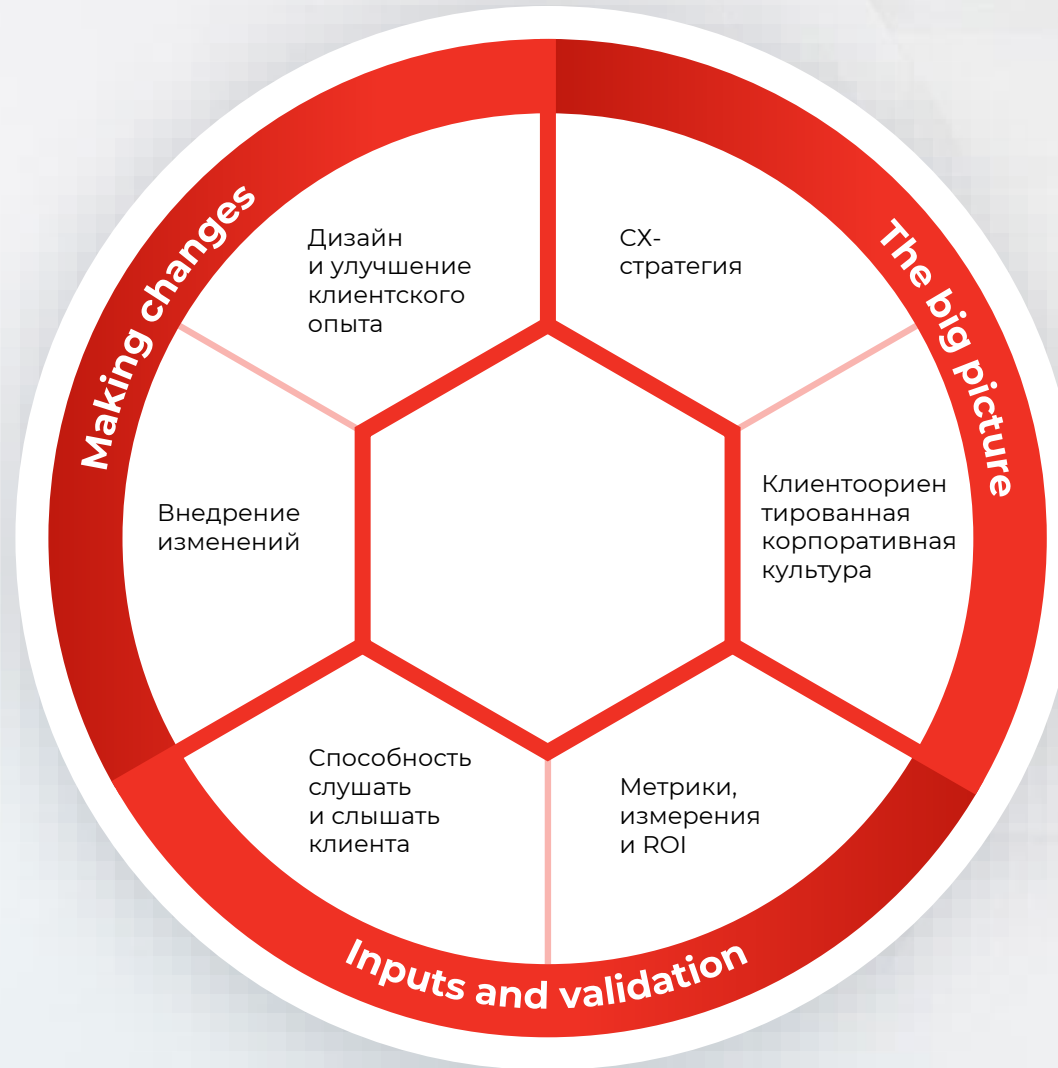 Making changes
Дизайн
и улучшение
клиентского
опыта
CX-
стратегия
The big picture
Внедрение
изменений
Клиентоориен
тированная
корпоративная
культура
Способность
слушать
и слышать
клиента
Метрики,
измерения
и ROI
Inputs and validation